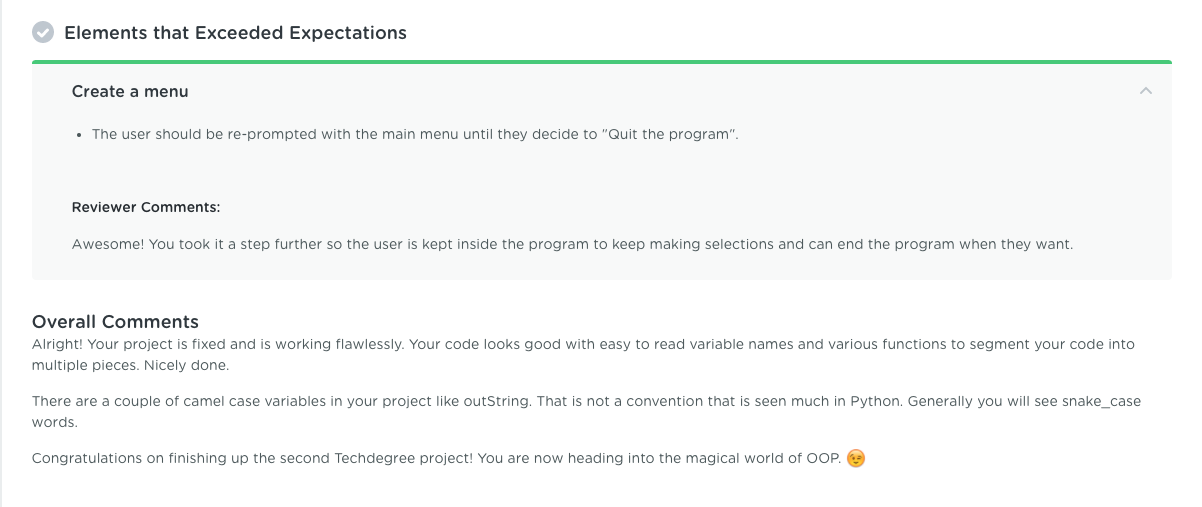 Elements that Exceeded Expectations
Create a menu
• The user should be re-prompted with the main menu until they decide to ”Quit the program”.
Reviewer Comments:
Awesome! You took it a step further so the user is kept inside the program to keep making selections and can end the program when they want.
Overall Comments
Alright! Your project is fixed and is working flawlessly. Your code looks good with easy to read variable names and various functions to segment your code into
multiple pieces. Nicely done.
There are a couple of camel case variables in your project like outString. That is not a convention that is seen much in Python. Generally you will see snake_case
words.
Congratulations on finishing up the second Techdegree project! You are now heading into the magical world of OOP. 😉